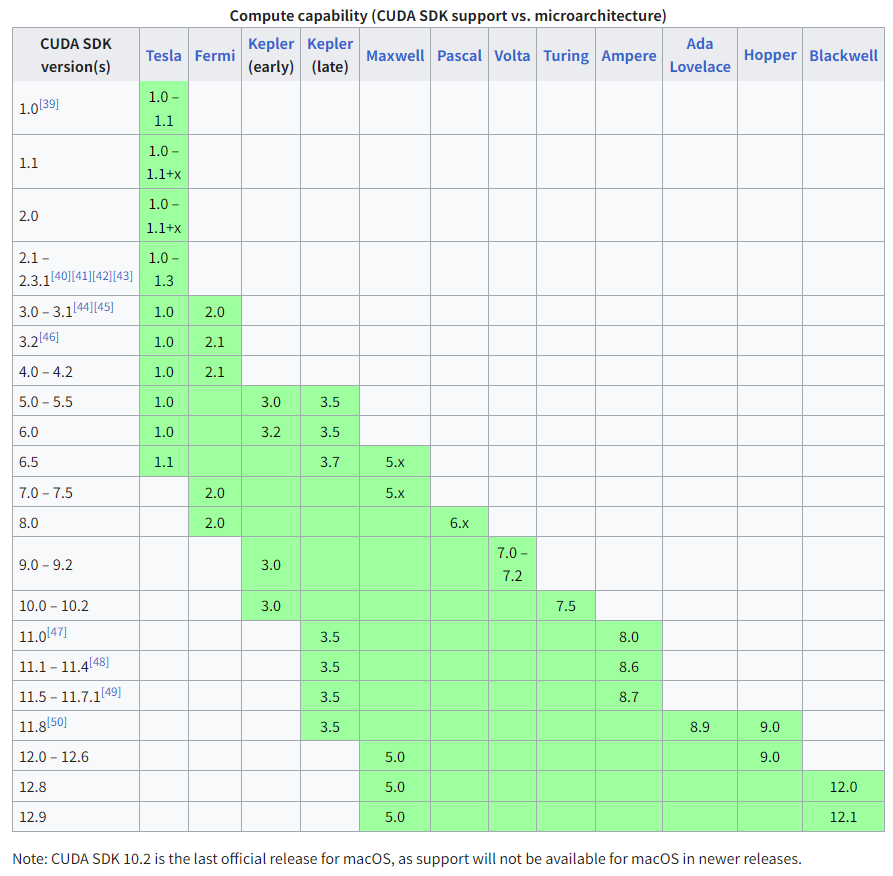 Compute capability (CUDA SDK support vs. microarchitecture)
CUDA SDK version(s) Tesla Fermi Kepler (early) Kepler (late) Maxwell Pascal Volta Turing Ampere Ada Lovelace Hopper Blackwell
1.0[39] 1.0 – 1.1
1.1 1.0 – 1.1+x
2.0 1.0 – 1.1+x
2.1 – 2.3.1[40][41][42][43] 1.0 – 1.3
3.0 – 3.1[44][45] 1.0 2.0
3.2[46] 1.0 2.1
4.0 – 4.2 1.0 2.1
5.0 – 5.5 1.0 3.0 3.5
6.0 1.0 3.2 3.5
6.5 1.1 3.7 5.x
7.0 – 7.5 2.0 5.x
8.0 2.0 6.x
9.0 – 9.2 3.0 7.0 – 7.2
10.0 – 10.2 3.0 7.5
11.0[47] 3.5 8.0
11.1 – 11.4[48] 3.5 8.6
11.5 – 11.7.1[49] 3.5 8.7
11.8[50] 3.5 8.9 9.0
12.0 – 12.6 5.0 9.0
12.8 5.0 12.0
12.9 5.0 12.1
Note: CUDA SDK 10.2 is the last official release for macOS, as support will not be available for macOS in newer releases.